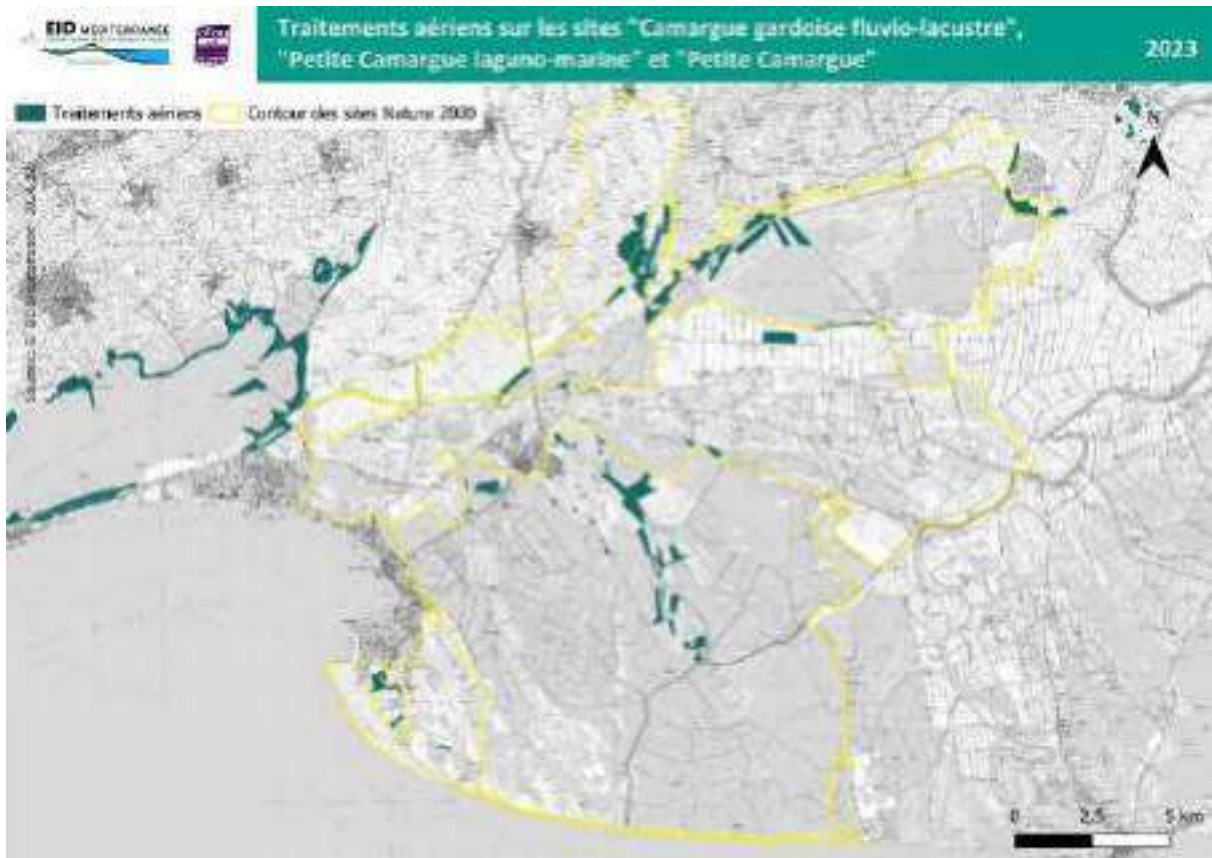 EID MEDITERRANEE
Traitements aériens sur les sites "Camargue gardoise fluvio-lacustre",
"Petite Camargue laguno-marine" et "Petite Camargue"
2023
Traitements aériens
Contour des sites Natura 2000
N
0 2,5 5 km